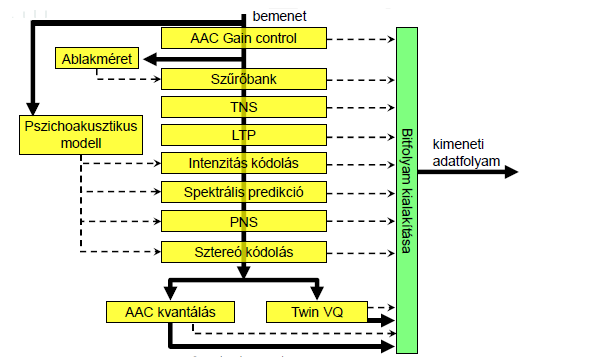 bemenet
AAC Gain control
Ablakméret
Szűrőbank
TNS
Pszichoakusztikus
modell
LTP
Intenzitás kódolás
Spektrális predikció
PNS
Sztereó kódolás
Bitfolyam kialakítása
kimeneti
adatfolyam
AAC kvantálás
Twin VQ